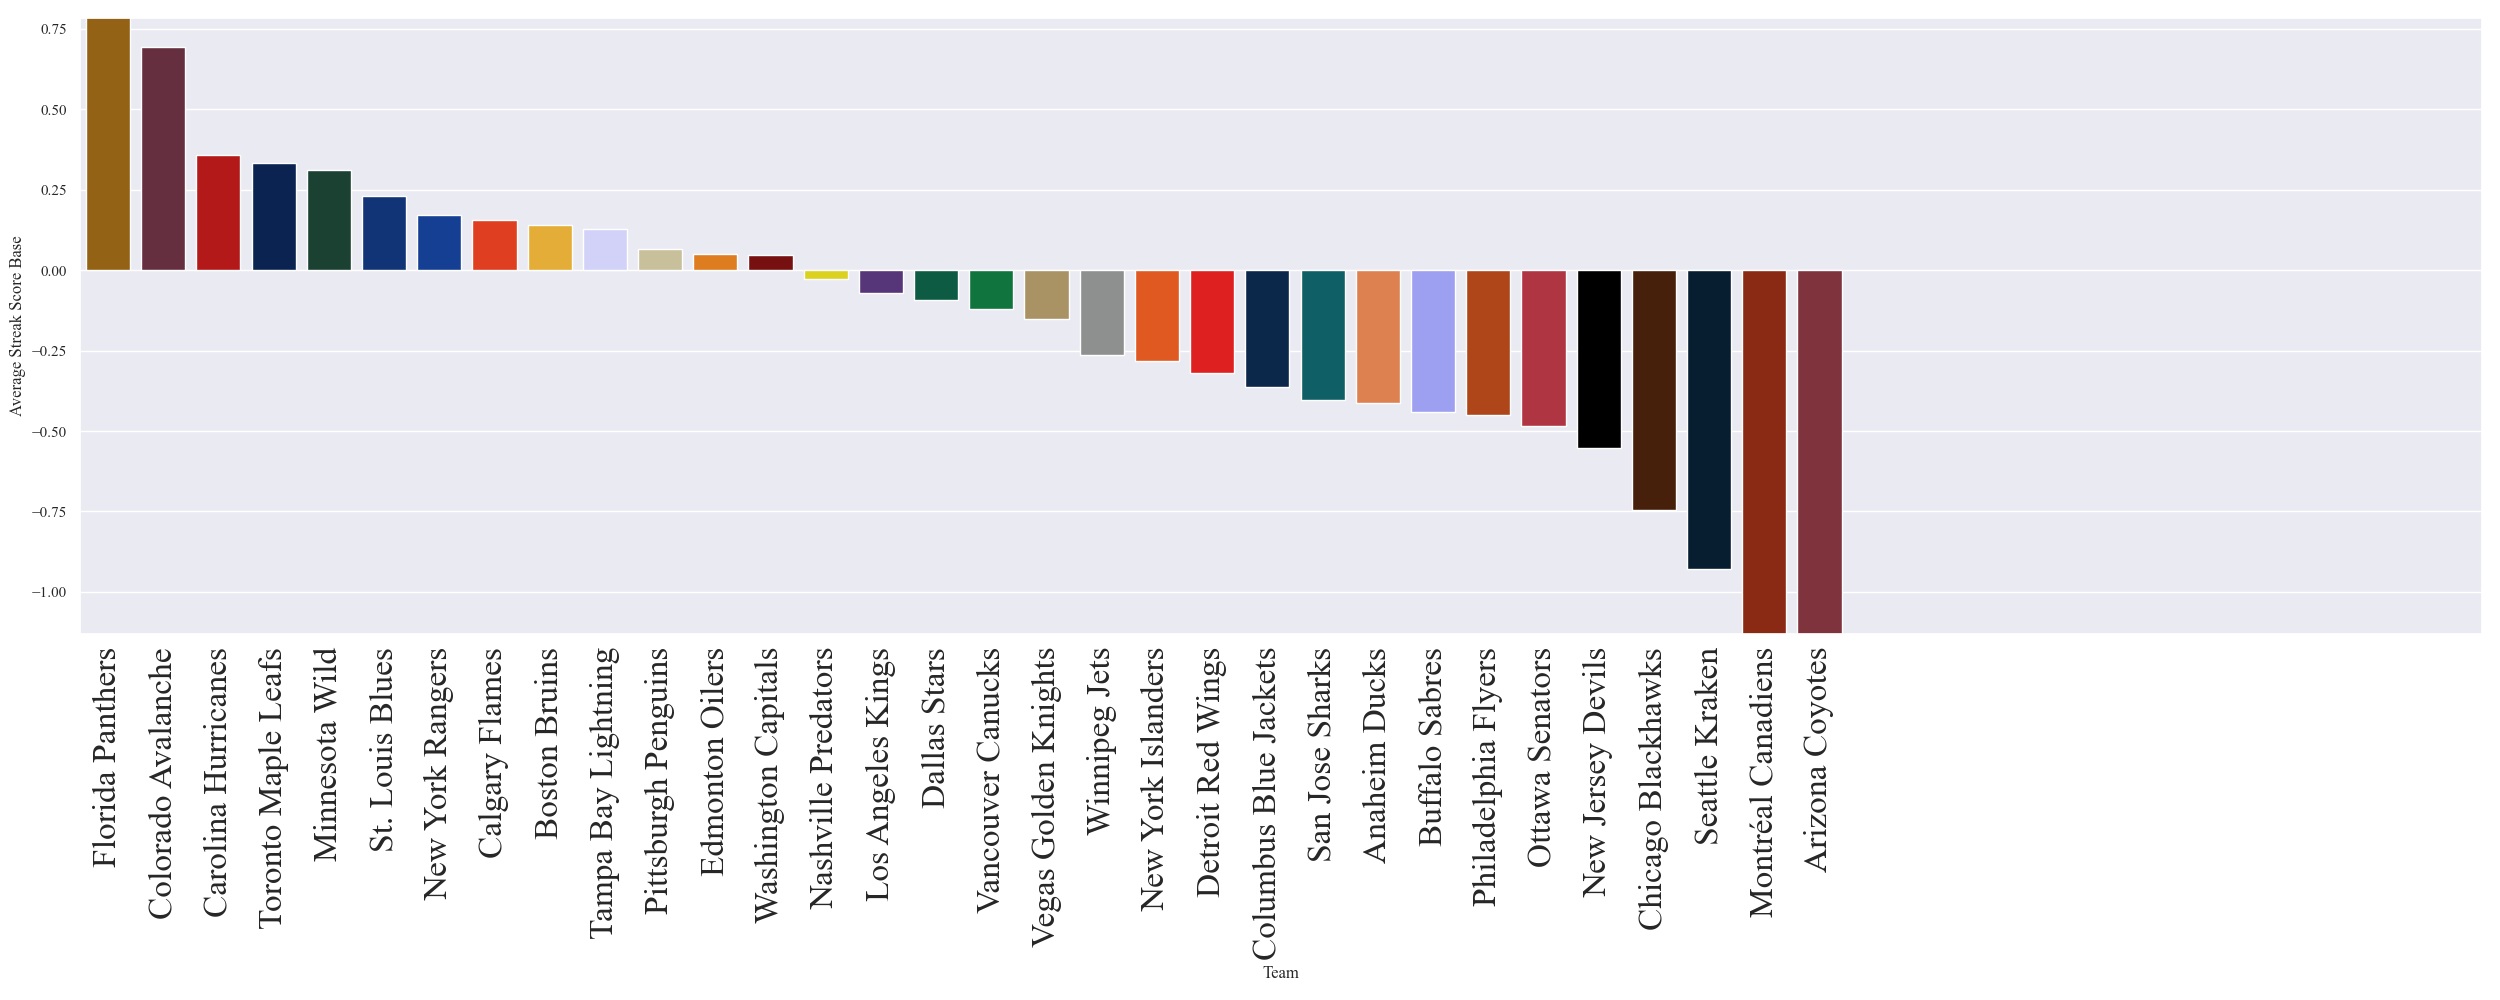 0.75
0.50
0.25
0.00
−0.25
−0.50
−0.75
−1.00
Average Streak Score Base
Florida Panthers
Colorado Avalanche
Carolina Hurricanes
Toronto Maple Leafs
Minnesota Wild
St. Louis Blues
New York Rangers
Calgary Flames
Boston Bruins
Tampa Bay Lightning
Pittsburgh Penguins
Edmonton Oilers
Washington Capitals
Nashville Predators
Los Angeles Kings
Dallas Stars
Vancouver Canucks
Vegas Golden Knights
Winnipeg Jets
New York Islanders
Detroit Red Wings
Columbus Blue Jackets
San Jose Sharks
Anaheim Ducks
Buffalo Sabres
Philadelphia Flyers
Ottawa Senators
New Jersey Devils
Chicago Blackhawks
Seattle Kraken
Montréal Canadiens
Arizona Coyotes
Team